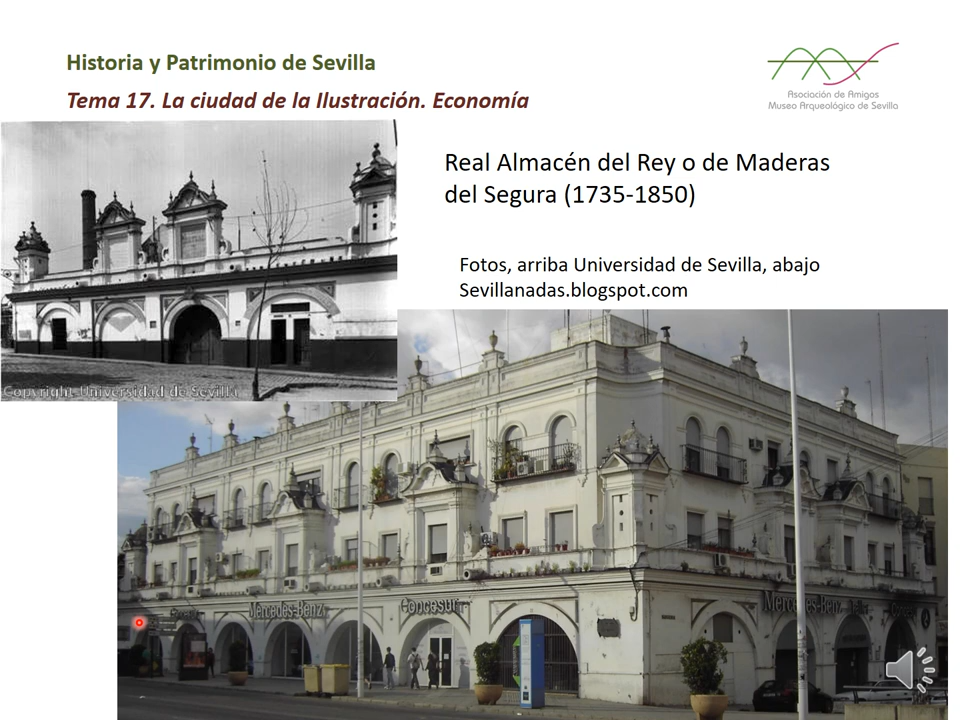 Historia y Patrimonio de Sevilla
Tema 17. La ciudad de la Ilustración. Economía
Asociación de Amigos
Museo Arqueológico de Sevilla
Real Almacén del Rey o de Maderas
del Segura (1735-1850)
Fotos, arriba Universidad de Sevilla, abajo
Sevillanadas.blogspot.com
Copyright Universidad de Sevilla
Mercedes-Benz
Concesur
Mercedes-Benz